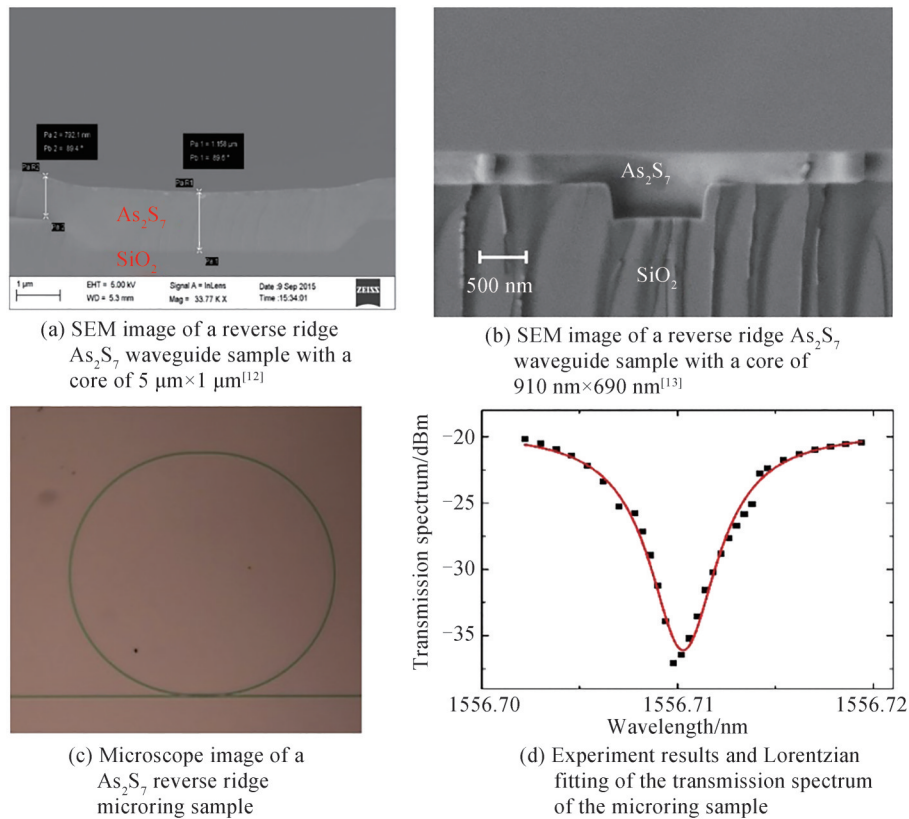 Pa R2
Pa 2 = 732.1 nm
Pb 2 = 89.4 °
Pa 1 = 1.158 µm
Pb 1 = 89.6 °
Pa R1
As₂S₇
SiO₂
1 µm
EHT = 5.00 kV
WD = 5.3 mm
Signal A = InLens
Mag = 33.77 K X
Date :9 Sep 2015
Time :15:34:01
ZEISS
(a) SEM image of a reverse ridge
As₂S₇ waveguide sample with a
core of 5 μm×1 μm[12]
As₂S₇
SiO₂
500 nm
(b) SEM image of a reverse ridge As₂S₇
waveguide sample with a core of
910 nm×690 nm[13]
(c) Microscope image of a
As₂S₇ reverse ridge
microring sample
Transmission spectrum/dBm
−20
−25
−30
−35
1556.70
1556.71
1556.72
Wavelength/nm
(d) Experiment results and Lorentzian
fitting of the transmission spectrum
of the microring sample